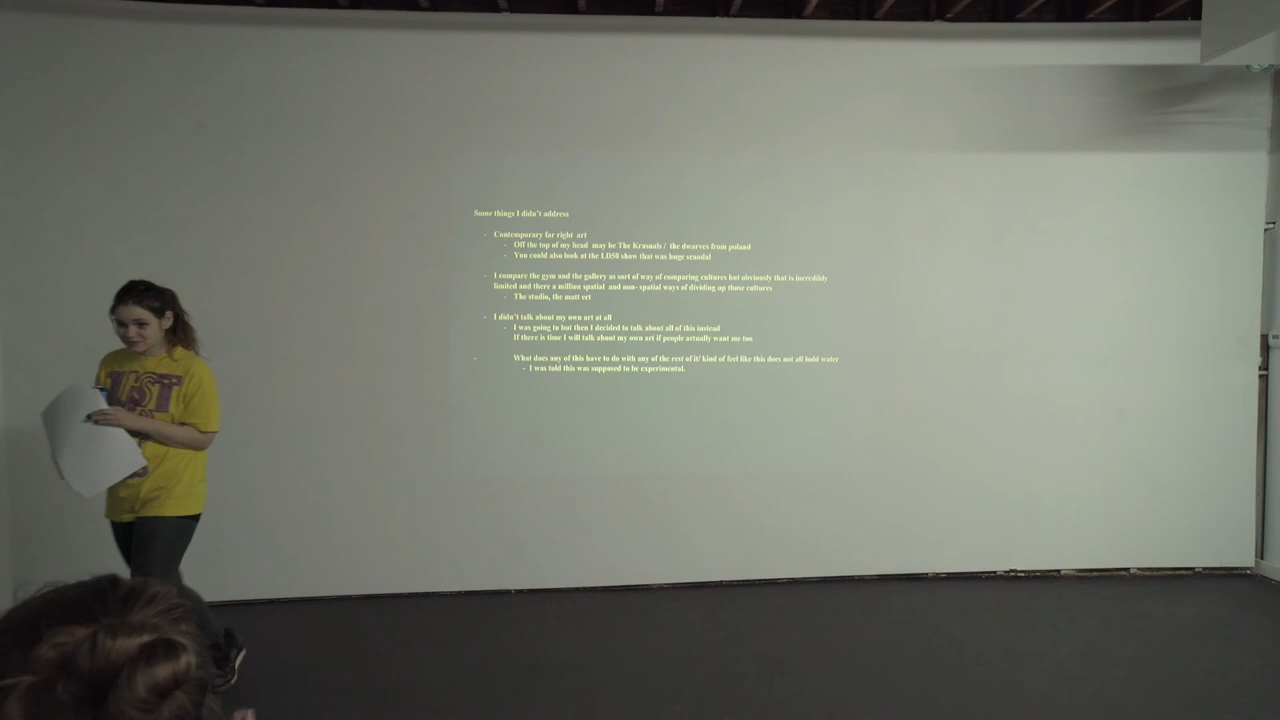 Some things I didn't address
- Contemporary far right art
- Off the top of my head may be The Krasnals / the dwarves from poland
- You could also look at the LD50 show that was huge scandal
- I compare the gym and the gallery as sort of way of comparing cultures but obviously that is incredibly
limited and there a million spatial and non- spatial ways of dividing up those cultures
- The studio, the matt ect
- I didn't talk about my own art at all
- I was going to but then I decided to talk about all of this instead
If there is time I will talk about my own art if people actually want me too
- What does any of this have to do with any of the rest of it/ kind of feel like this does not all hold water
- I was told this was supposed to be experimental.
UST